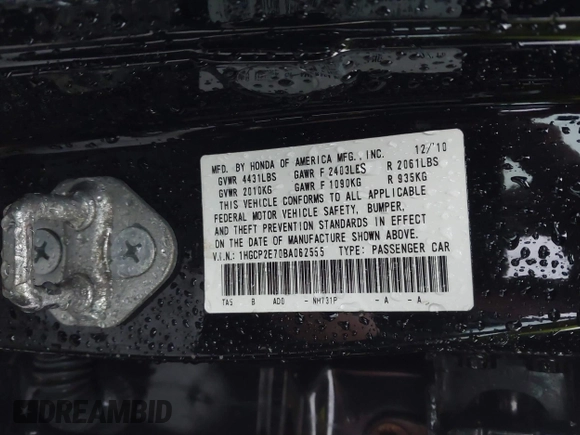 MFD. BY HONDA OF AMERICA MFG., INC. 12/10
GVWR 4431LBS GAWR F 2403LBS R 2061LBS
GVWR 2010KG GAWR F 1090KG R 935KG
THIS VEHICLE CONFORMS TO ALL APPLICABLE
FEDERAL MOTOR VEHICLE SAFETY, BUMPER,
AND THEFT PREVENTION STANDARDS IN EFFECT
ON THE DATE OF MANUFACTURE SHOWN ABOVE.
V.I.N.: 1HGCP2E70BA062555 TYPE: PASSENGER CAR
TA5 B ADD - NH731P - A - A
DREAMBID